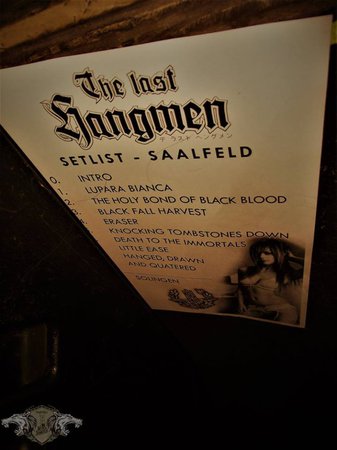 The last
Hangmen
SETLIST - SAALFELD
0. INTRO
1. LUPARA BIANCA
2. THE HOLY BOND OF BLACK BLOOD
3. BLACK FALL HARVEST
ERASER
KNOCKING TOMBSTONES DOWN
DEATH TO THE IMMORTALS
LITTLE EASE
HANGED, DRAWN
AND QUATERED
SOLINGEN